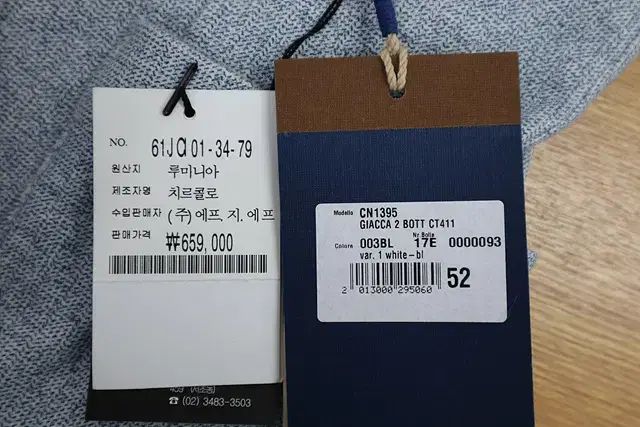 NO. 61Ja01-34-79
원산지 루미니아
제조자명 치르콜로
수입판매자 (주)에프.지.에프
판매가격 ₩659,000
☎ (02) 3483-3503
Modello CN1395
GIACCA 2 BOTT CT411
Nr.Bolla
Colore 003BL 17E 0000093
var. 1 white-bl
2 013000 295060 52